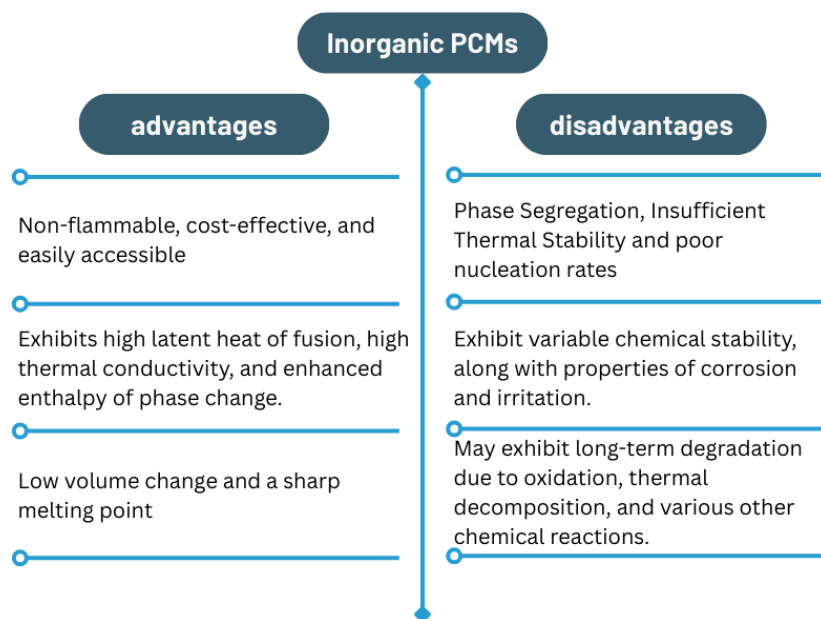 Inorganic PCMs
advantages
Non-flammable, cost-effective, and
easily accessible
Exhibits high latent heat of fusion, high
thermal conductivity, and enhanced
enthalpy of phase change.
Low volume change and a sharp
melting point
disadvantages
Phase Segregation, Insufficient
Thermal Stability and poor
nucleation rates
Exhibit variable chemical stability,
along with properties of corrosion
and irritation.
May exhibit long-term degradation
due to oxidation, thermal
decomposition, and various other
chemical reactions.